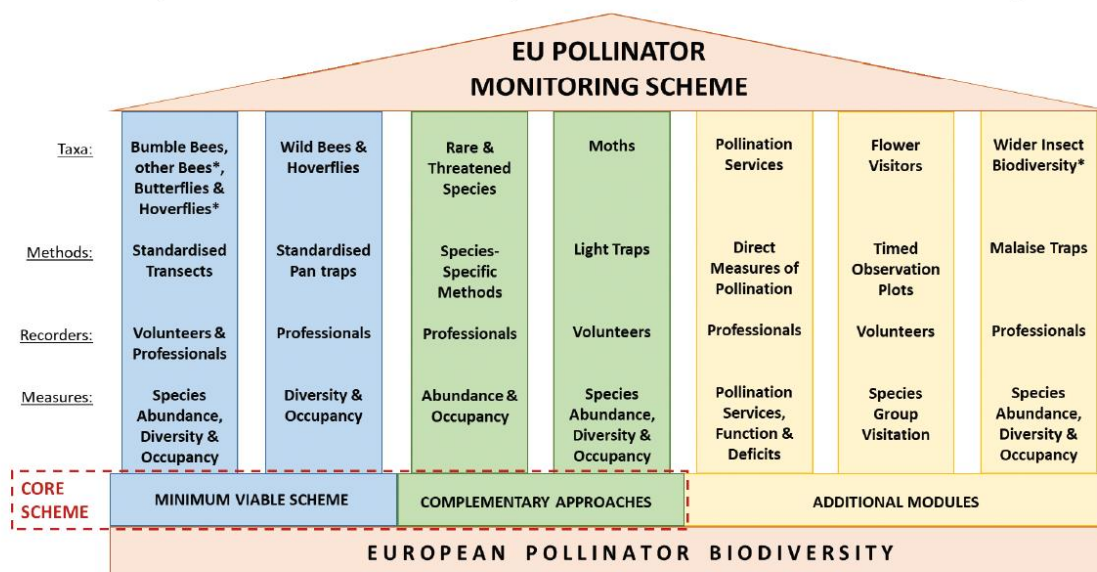 EU POLLINATOR
MONITORING SCHEME
Taxa:
Bumble Bees,
other Bees*,
Butterflies &
Hoverflies*
Wild Bees &
Hoverflies
Rare &
Threatened
Species
Moths
Pollination
Services
Flower
Visitors
Wider Insect
Biodiversity*
Methods:
Standardised
Transects
Standardised
Pan traps
Species-
Specific
Methods
Light Traps
Direct
Measures of
Pollination
Timed
Observation
Plots
Malaise Traps
Recorders:
Volunteers &
Professionals
Professionals
Professionals
Volunteers
Professionals
Volunteers
Professionals
Measures:
Species
Abundance,
Diversity &
Occupancy
Diversity &
Occupancy
Abundance &
Occupancy
Species
Abundance,
Diversity &
Occupancy
Pollination
Services,
Function &
Deficits
Species
Group
Visitation
Species
Abundance,
Diversity &
Occupancy
CORE
SCHEME
MINIMUM VIABLE SCHEME
COMPLEMENTARY APPROACHES
ADDITIONAL MODULES
EUROPEAN POLLINATOR BIODIVERSITY